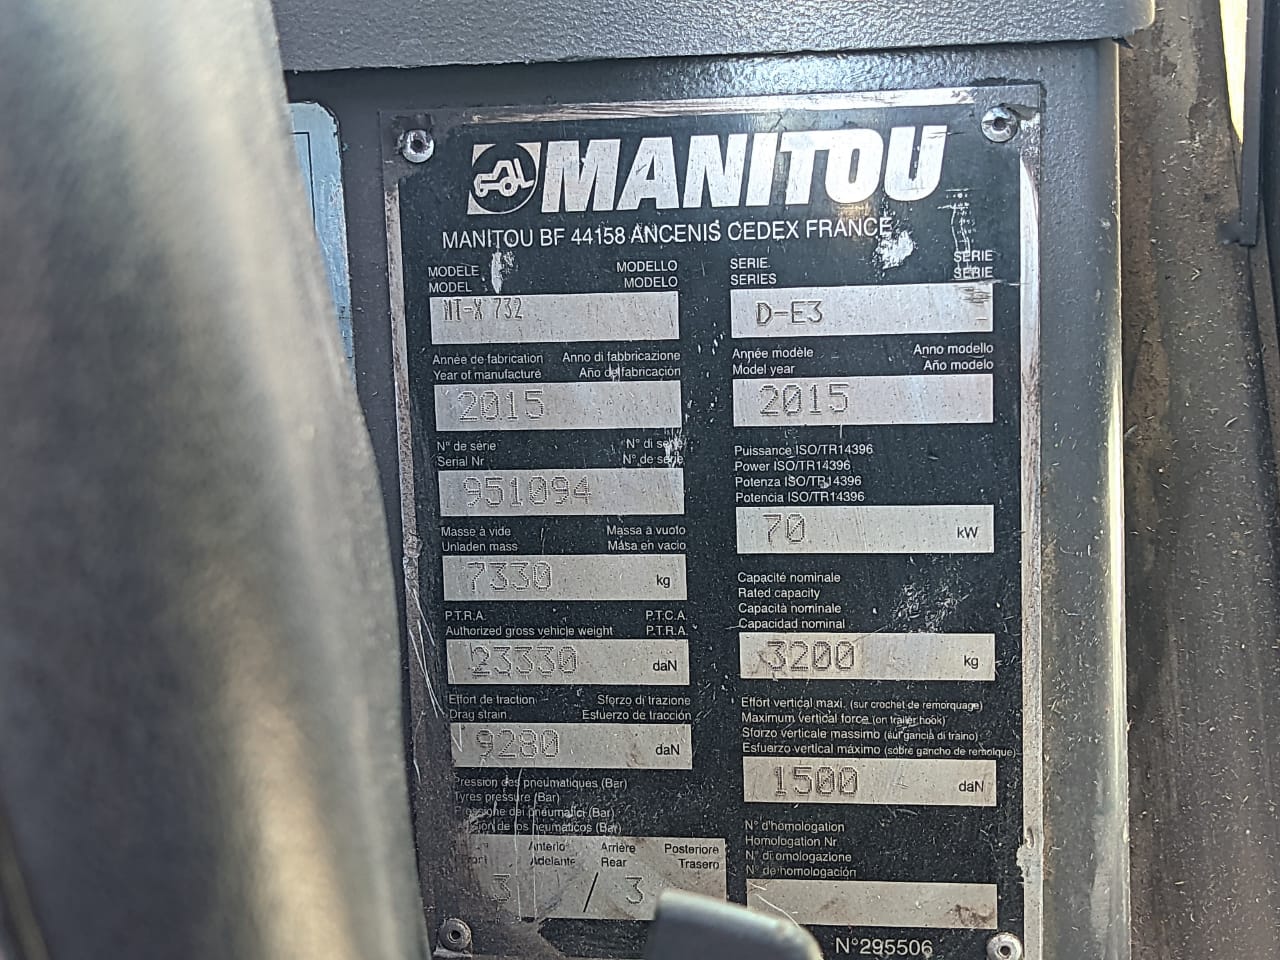 MANITOU
MANITOU BF 44158 ANCENIS CEDEX FRANCE
MODELE MODELLO
MODEL MODELO
MT-X 732
SERIE SERIE
SERIES SERIE
D-E3
Année de fabrication Anno di fabbricazione
Year of manufacture Año de fabricación
2015
Année modèle Anno modello
Model year Año modelo
2015
N° de série N° di serie
Serial Nr N° de serie
951094
Puissance ISO/TR14396
Power ISO/TR14396
Potenza ISO/TR14396
Potencia ISO/TR14396
70 kW
Masse à vide Massa a vuoto
Unladen mass Masa en vacio
7330 kg
Capacité nominale
Rated capacity
Capacità nominale
Capacidad nominal
3200 kg
P.T.R.A. P.T.C.A.
Authorized gross vehicle weight P.T.R.A.
23330 daN
Effort vertical maxi. (sur crochet de remorquage)
Maximum vertical force (on trailer hook)
Sforzo verticale massimo (sur gancia di traino)
Esfuerzo vertical máximo (sobre gancho de remolque)
1500 daN
Effort de traction Sforzo di trazione
Drag strain Esfuerzo de tracción
9280 daN
Pression des pneumatiques (Bar)
Tyres pressure (Bar)
Pressione dei pneumatici (Bar)
de los neumaticos (Bar)
Anterio Arrière Posteriore
Adelante Rear Trasero
3 / 3
N° d'homologation
Homologation Nr
N° di omologazione
N° de homologación
N°295506